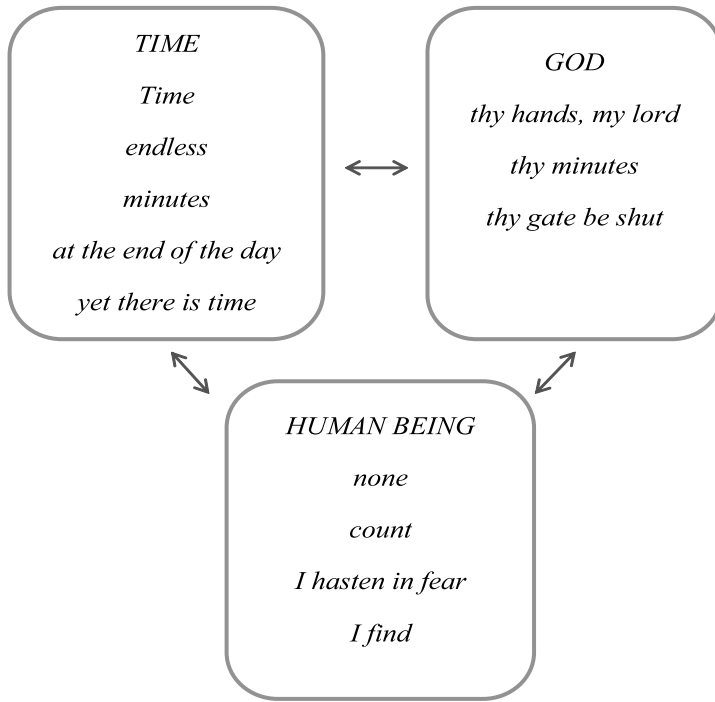 TIME
Time
endless
minutes
at the end of the day
yet there is time
GOD
thy hands, my lord
thy minutes
thy gate be shut
HUMAN BEING
none
count
I hasten in fear
I find